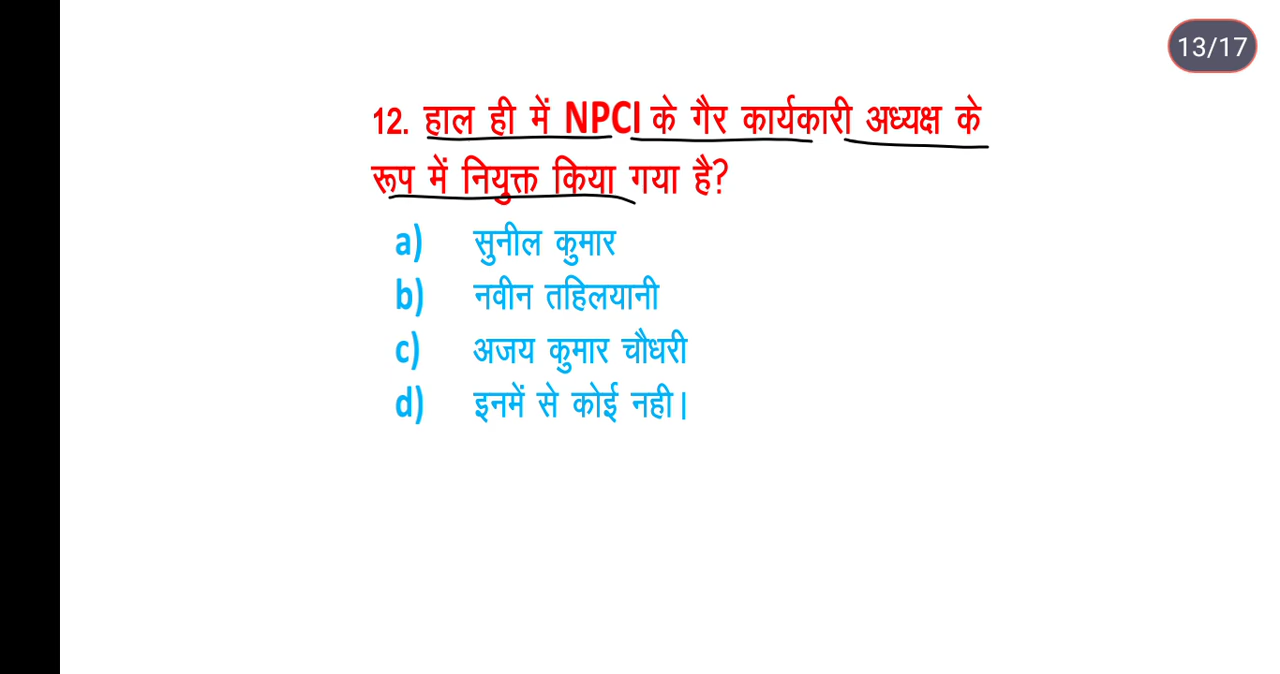 13/17
12. हाल ही में NPCI के गैर कार्यकारी अध्यक्ष के
रूप में नियुक्त किया गया है?
a) सुनील कुमार
b) नवीन तहिलयानी
c) अजय कुमार चौधरी
d) इनमें से कोई नही।